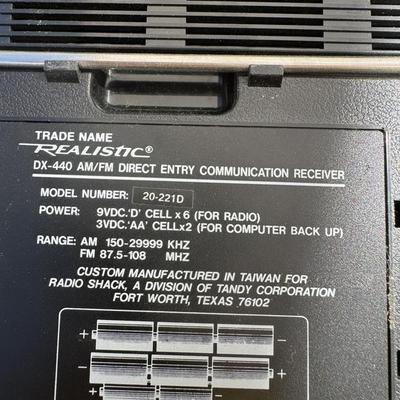 TRADE NAME
REALISTIC®
DX-440 AM/FM DIRECT ENTRY COMMUNICATION RECEIVER
MODEL NUMBER: 20-221D
POWER: 9VDC.'D' CELL x 6 (FOR RADIO)
3VDC.'AA' CELLx2 (FOR COMPUTER BACK UP)
RANGE: AM 150-29999 KHZ
FM 87.5-108 MHZ
CUSTOM MANUFACTURED IN TAIWAN FOR
RADIO SHACK, A DIVISION OF TANDY CORPORATION
FORT WORTH, TEXAS 76102
- +
+ -
- +